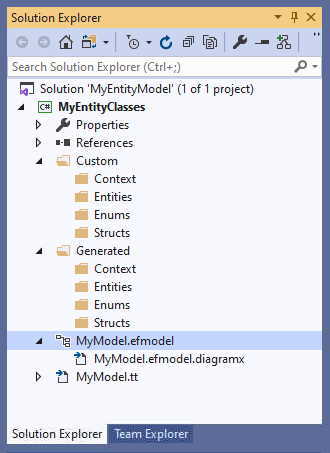 Solution Explorer
Search Solution Explorer (Ctrl+;)
Solution 'MyEntityModel' (1 of 1 project)
C# MyEntityClasses
Properties
References
Custom
Context
Entities
Enums
Structs
Generated
Context
Entities
Enums
Structs
MyModel.efmodel
MyModel.efmodel.diagramx
MyModel.tt
Solution Explorer Team Explorer